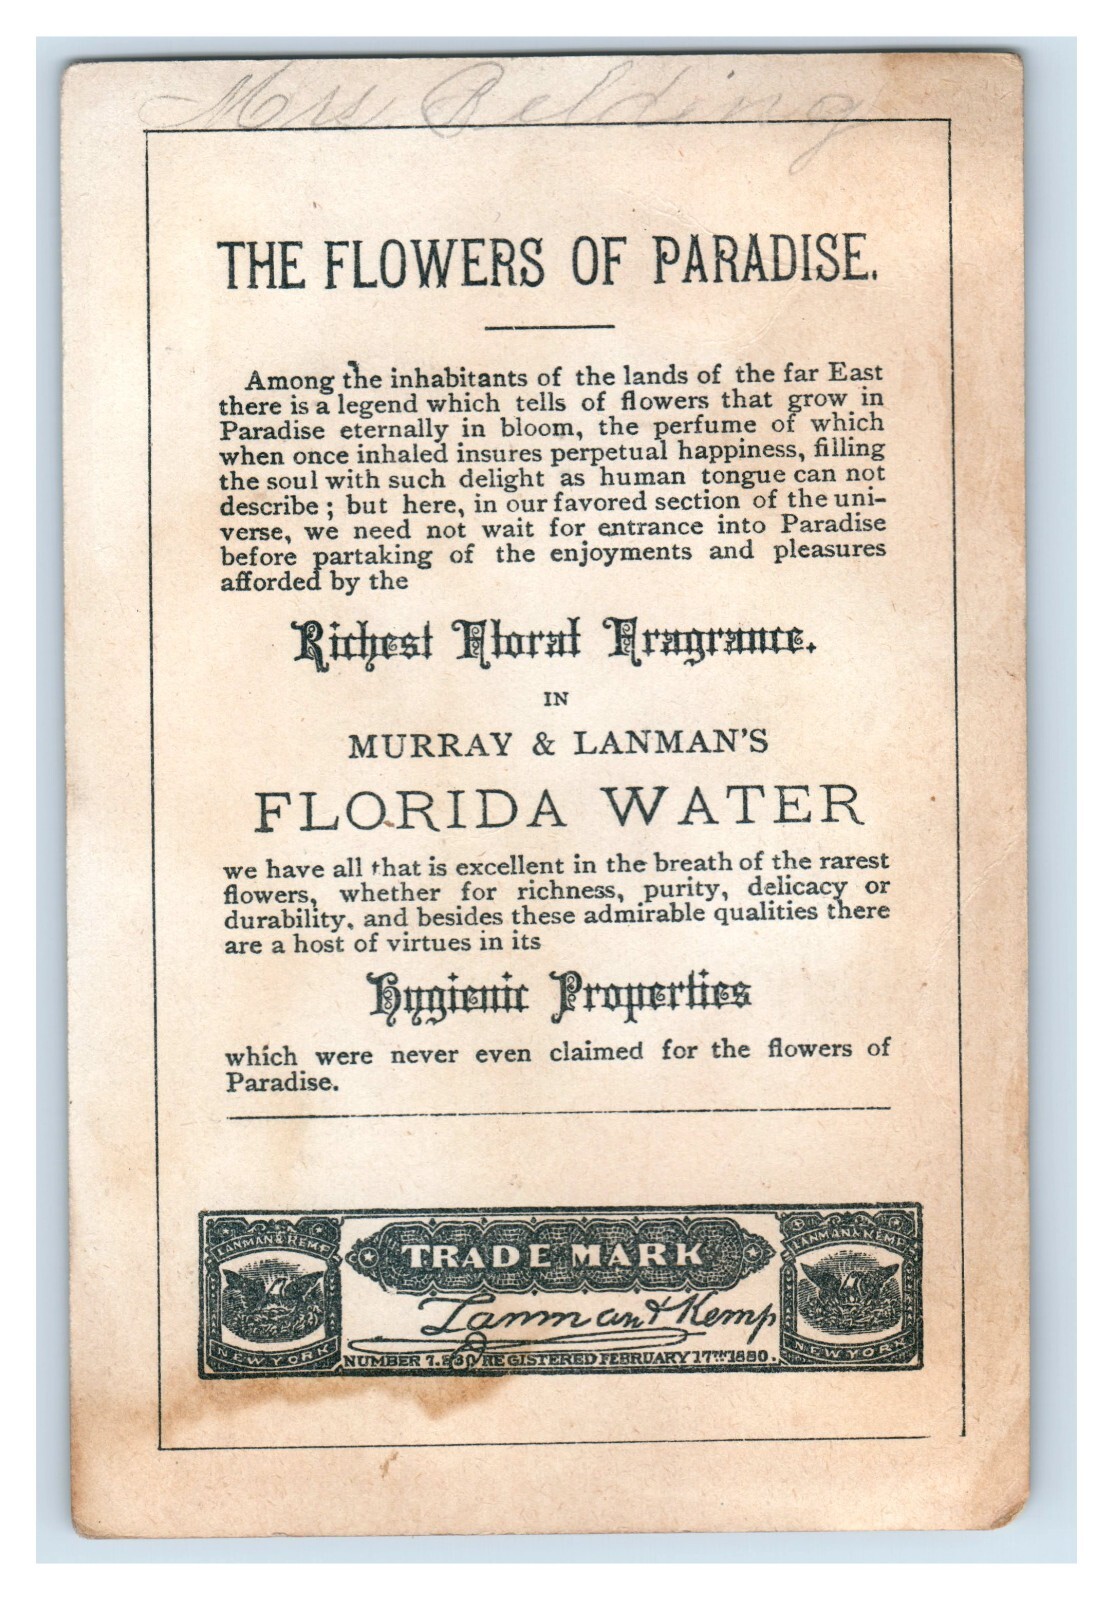 Mrs Belding
THE FLOWERS OF PARADISE.
Among the inhabitants of the lands of the far East
there is a legend which tells of flowers that grow in
Paradise eternally in bloom, the perfume of which
when once inhaled insures perpetual happiness, filling
the soul with such delight as human tongue can not
describe ; but here, in our favored section of the uni-
verse, we need not wait for entrance into Paradise
before partaking of the enjoyments and pleasures
afforded by the
Richest Floral Fragrance.
IN
MURRAY & LANMAN'S
FLORIDA WATER
we have all that is excellent in the breath of the rarest
flowers, whether for richness, purity, delicacy or
durability, and besides these admirable qualities there
are a host of virtues in its
Hygienic Properties
which were never even claimed for the flowers of
Paradise.
LANMAN & KEMP
NEW YORK
TRADE MARK
Lanman & Kemp
NUMBER REGISTERED FEBRUARY 17TH 1880.
LANMAN & KEMP
NEW YORK